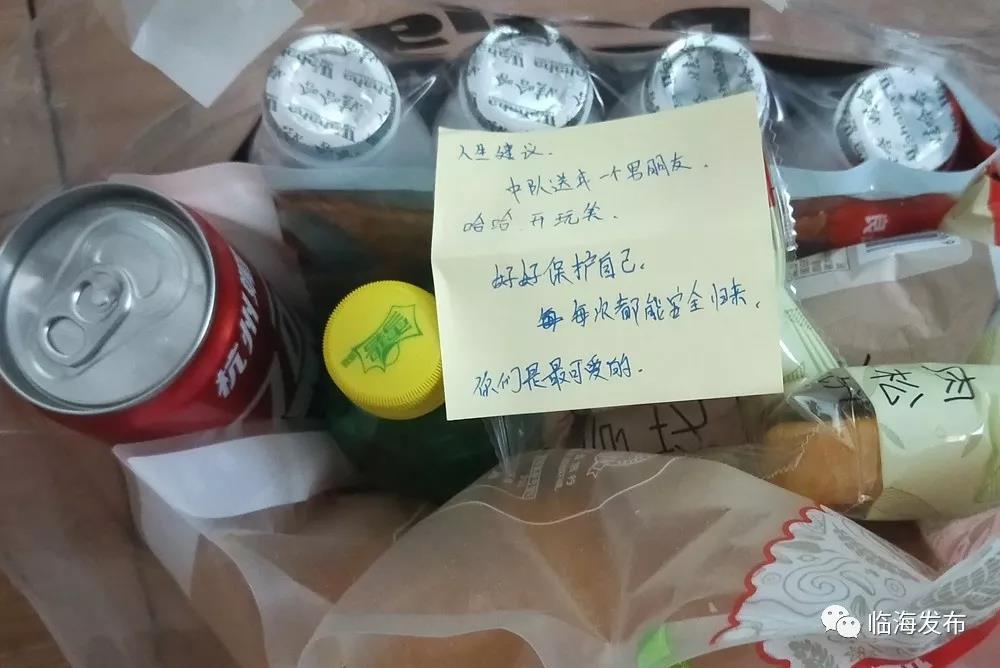 人生建议.
中队送我一个男朋友.
哈哈.开玩笑.
好好保护自己.
每次都能安全归来.
你们是最可爱的.
杭州
肉松
临海发布